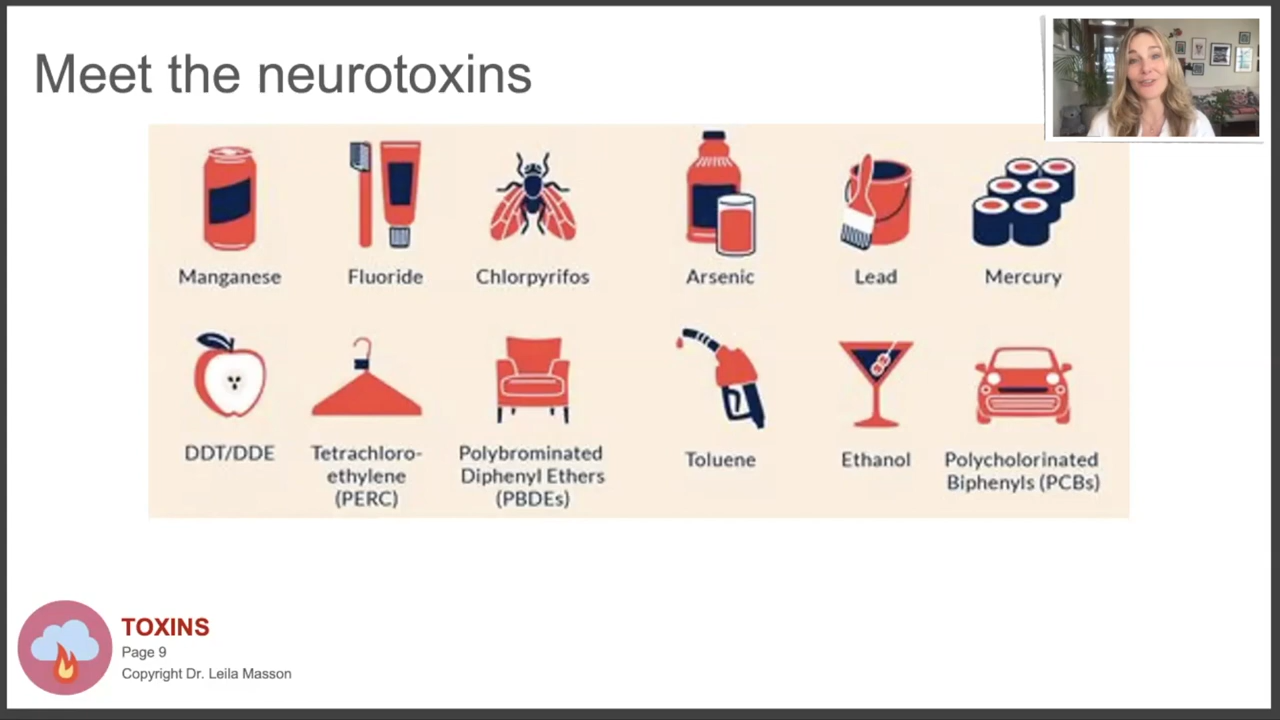 Meet the neurotoxins
Manganese
Fluoride
Chlorpyrifos
Arsenic
Lead
Mercury
DDT/DDE
Tetrachloro-
ethylene
(PERC)
Polybrominated
Diphenyl Ethers
(PBDEs)
Toluene
Ethanol
Polycholorinated
Biphenyls (PCBs)
TOXINS
Page 9
Copyright Dr. Leila Masson